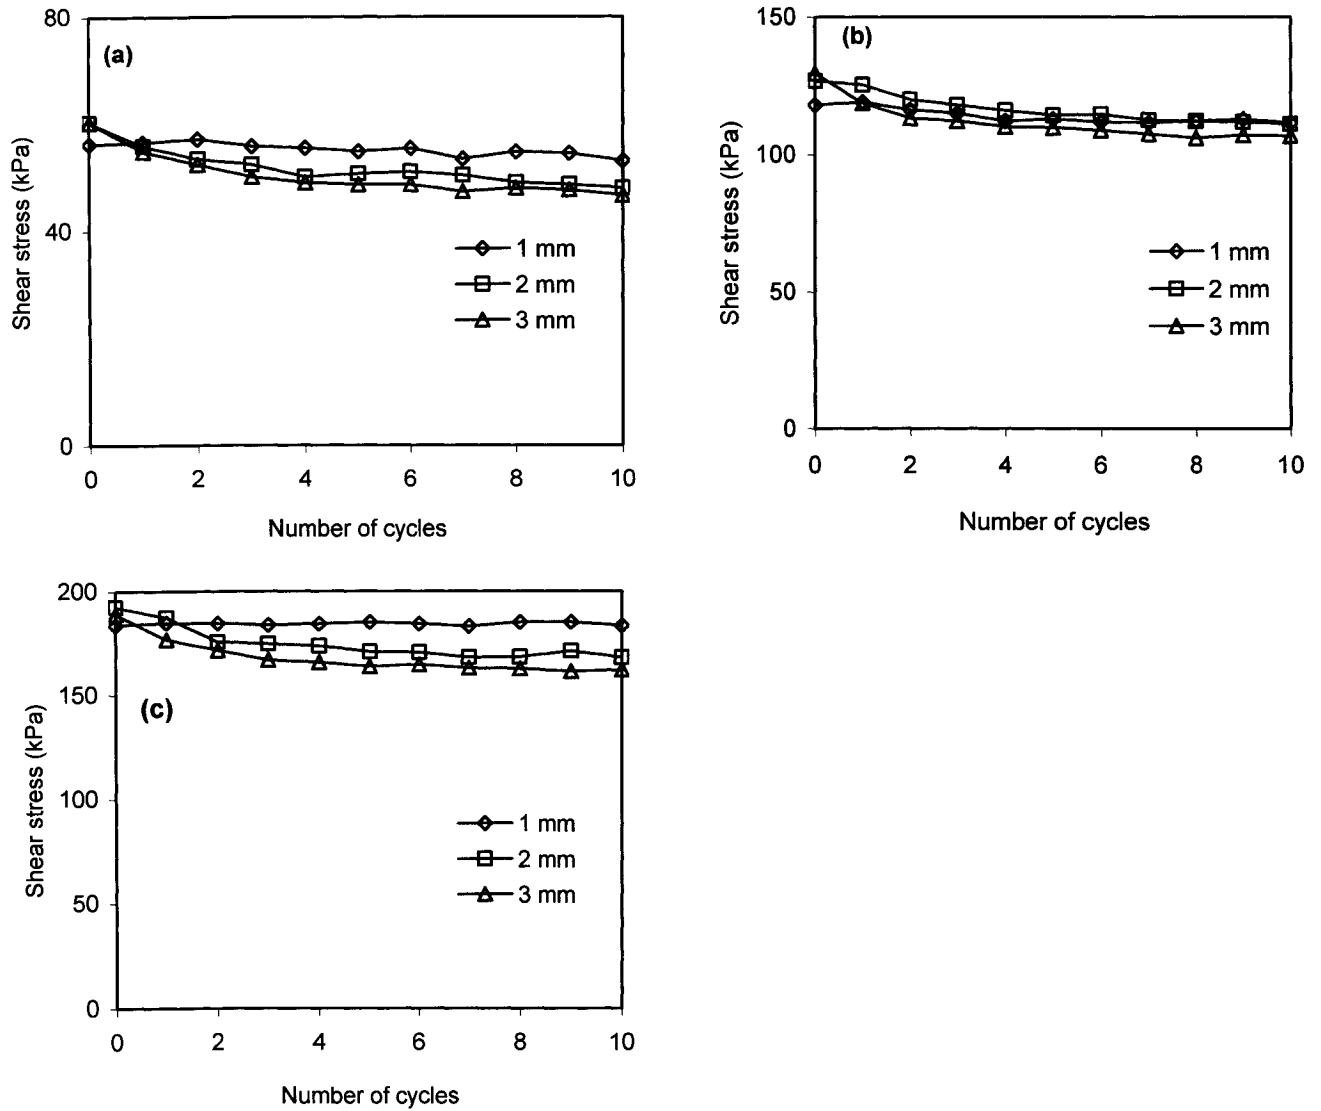 80
(a)
Shear stress (kPa)
40
1 mm
2 mm
3 mm
0
0 2 4 6 8 10
Number of cycles
150
(b)
Shear stress (kPa)
100
50
1 mm
2 mm
3 mm
0
0 2 4 6 8 10
Number of cycles
200
150
(c)
Shear stress (kPa)
100
1 mm
2 mm
3 mm
50
0
0 2 4 6 8 10
Number of cycles